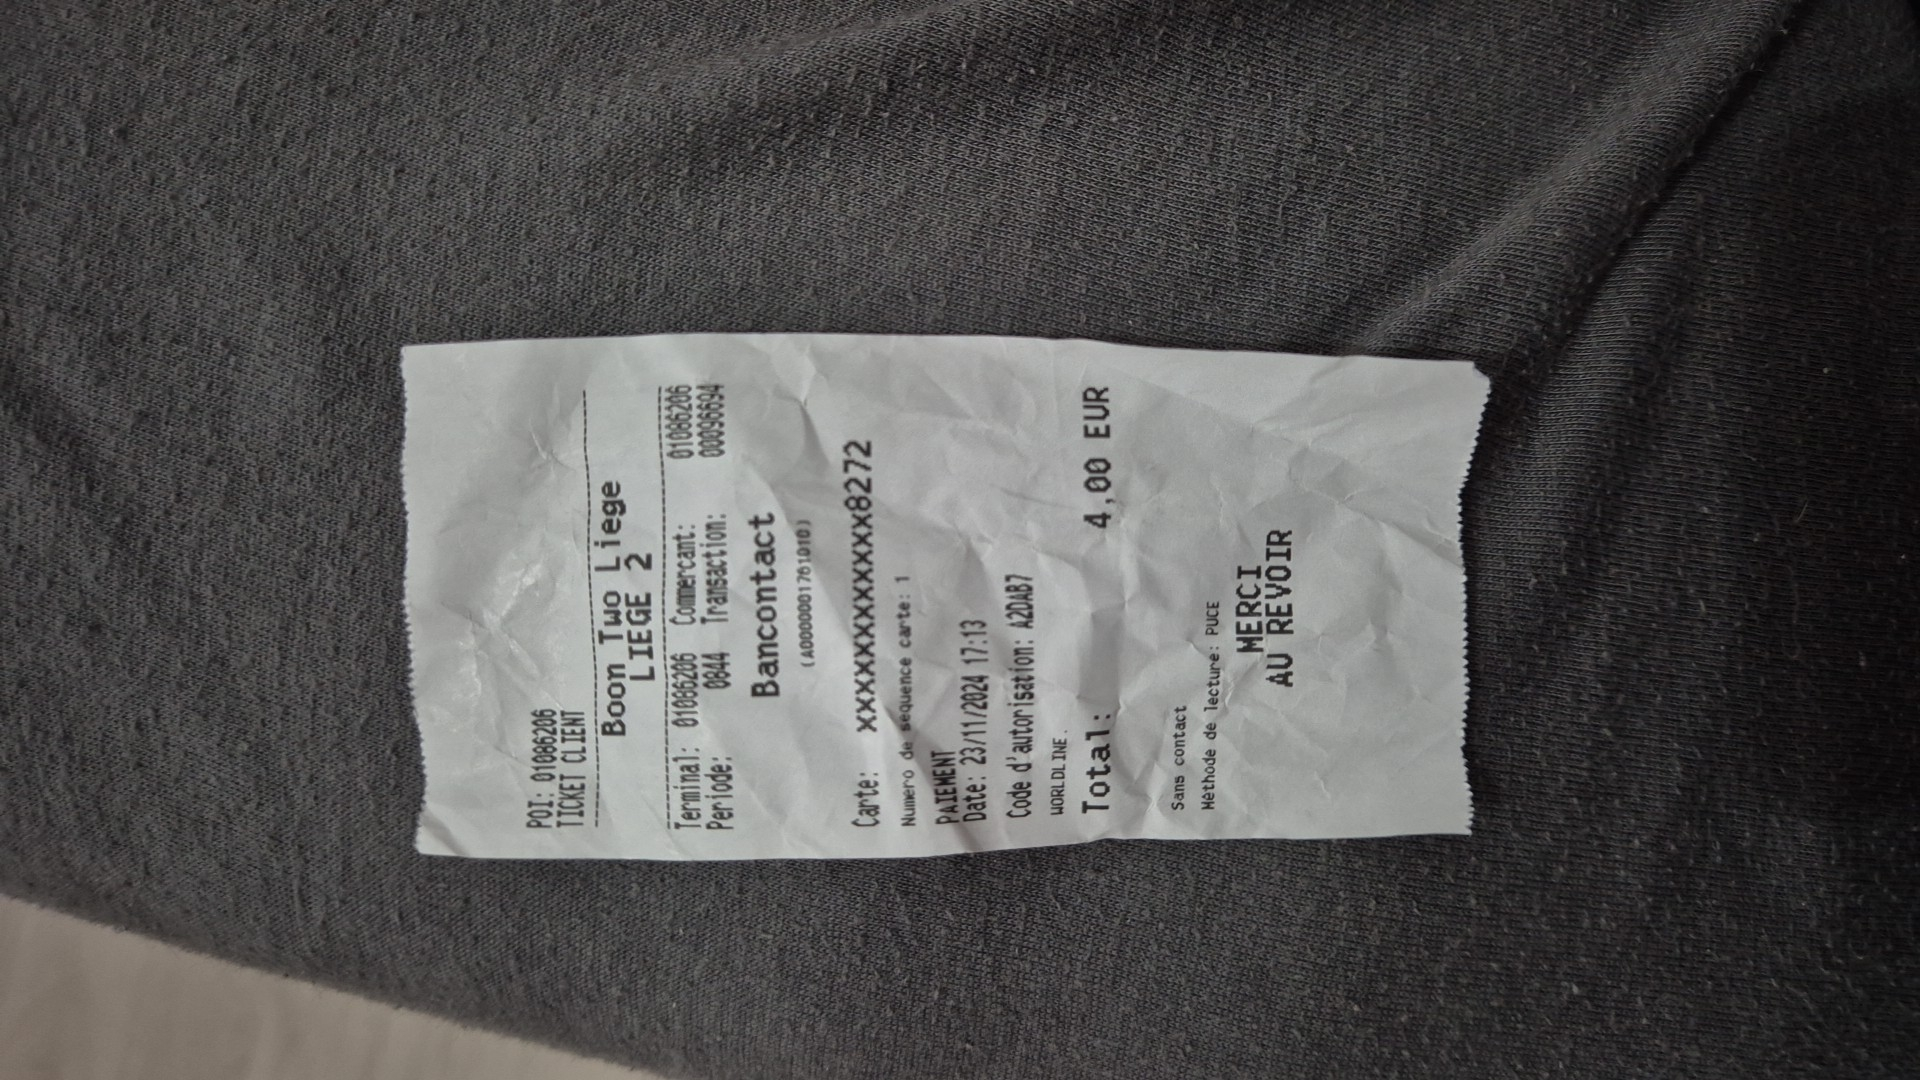 POI: 01086206
TICKET CLIENT
Boon Two Liege
LIEGE 2
Terminal: 01086206 Commercant: 01086206
Periode: 0844 Transaction: 00096694
Bancontact
(A0000001761010)
Carte: xxxxxxxxxxxxx8272
Numero de sequence carte: 1
PAIEMENT
Date: 23/11/2024 17:13
Code d'autorisation: A2DAB7
WORLDLINE.
Total: 4,00 EUR
Sans contact
Méthode de lecture: PUCE
MERCI
AU REVOIR